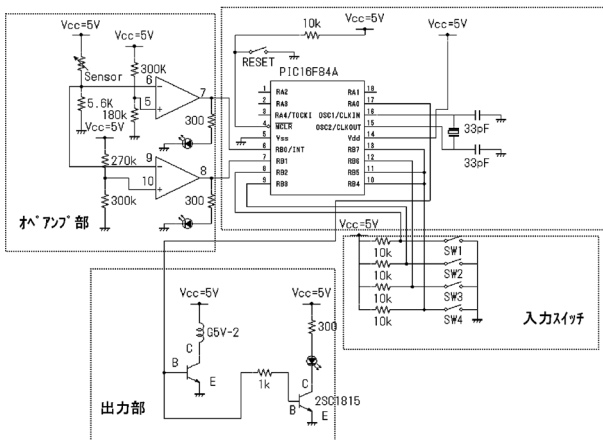 Vcc=5V
Vcc=5V
Sensor
300K
6
5
7
5.6K
180k
300
Vcc=5V
270k
9
10
8
300k
300
オペアンプ部
Vcc=5V
10k
RESET
Vcc=5V
PIC16F84A
1 RA2
2 RA3
3 RA4/TOCKI
4 MCLR
5 Vss
6 RB0/INT
7 RB1
8 RB2
9 RB3
RA1 18
RA0 17
OSC1/CLKIN 16
OSC2/CLKOUT 15
Vdd 14
RB7 13
RB6 12
RB5 11
RB4 10
33pF
33pF
Vcc=5V
10k
SW1
10k
SW2
10k
SW3
10k
SW4
入力スイッチ
Vcc=5V
G5V-2
C
B
E
1k
Vcc=5V
300
C
2SC1815
B
E
出力部